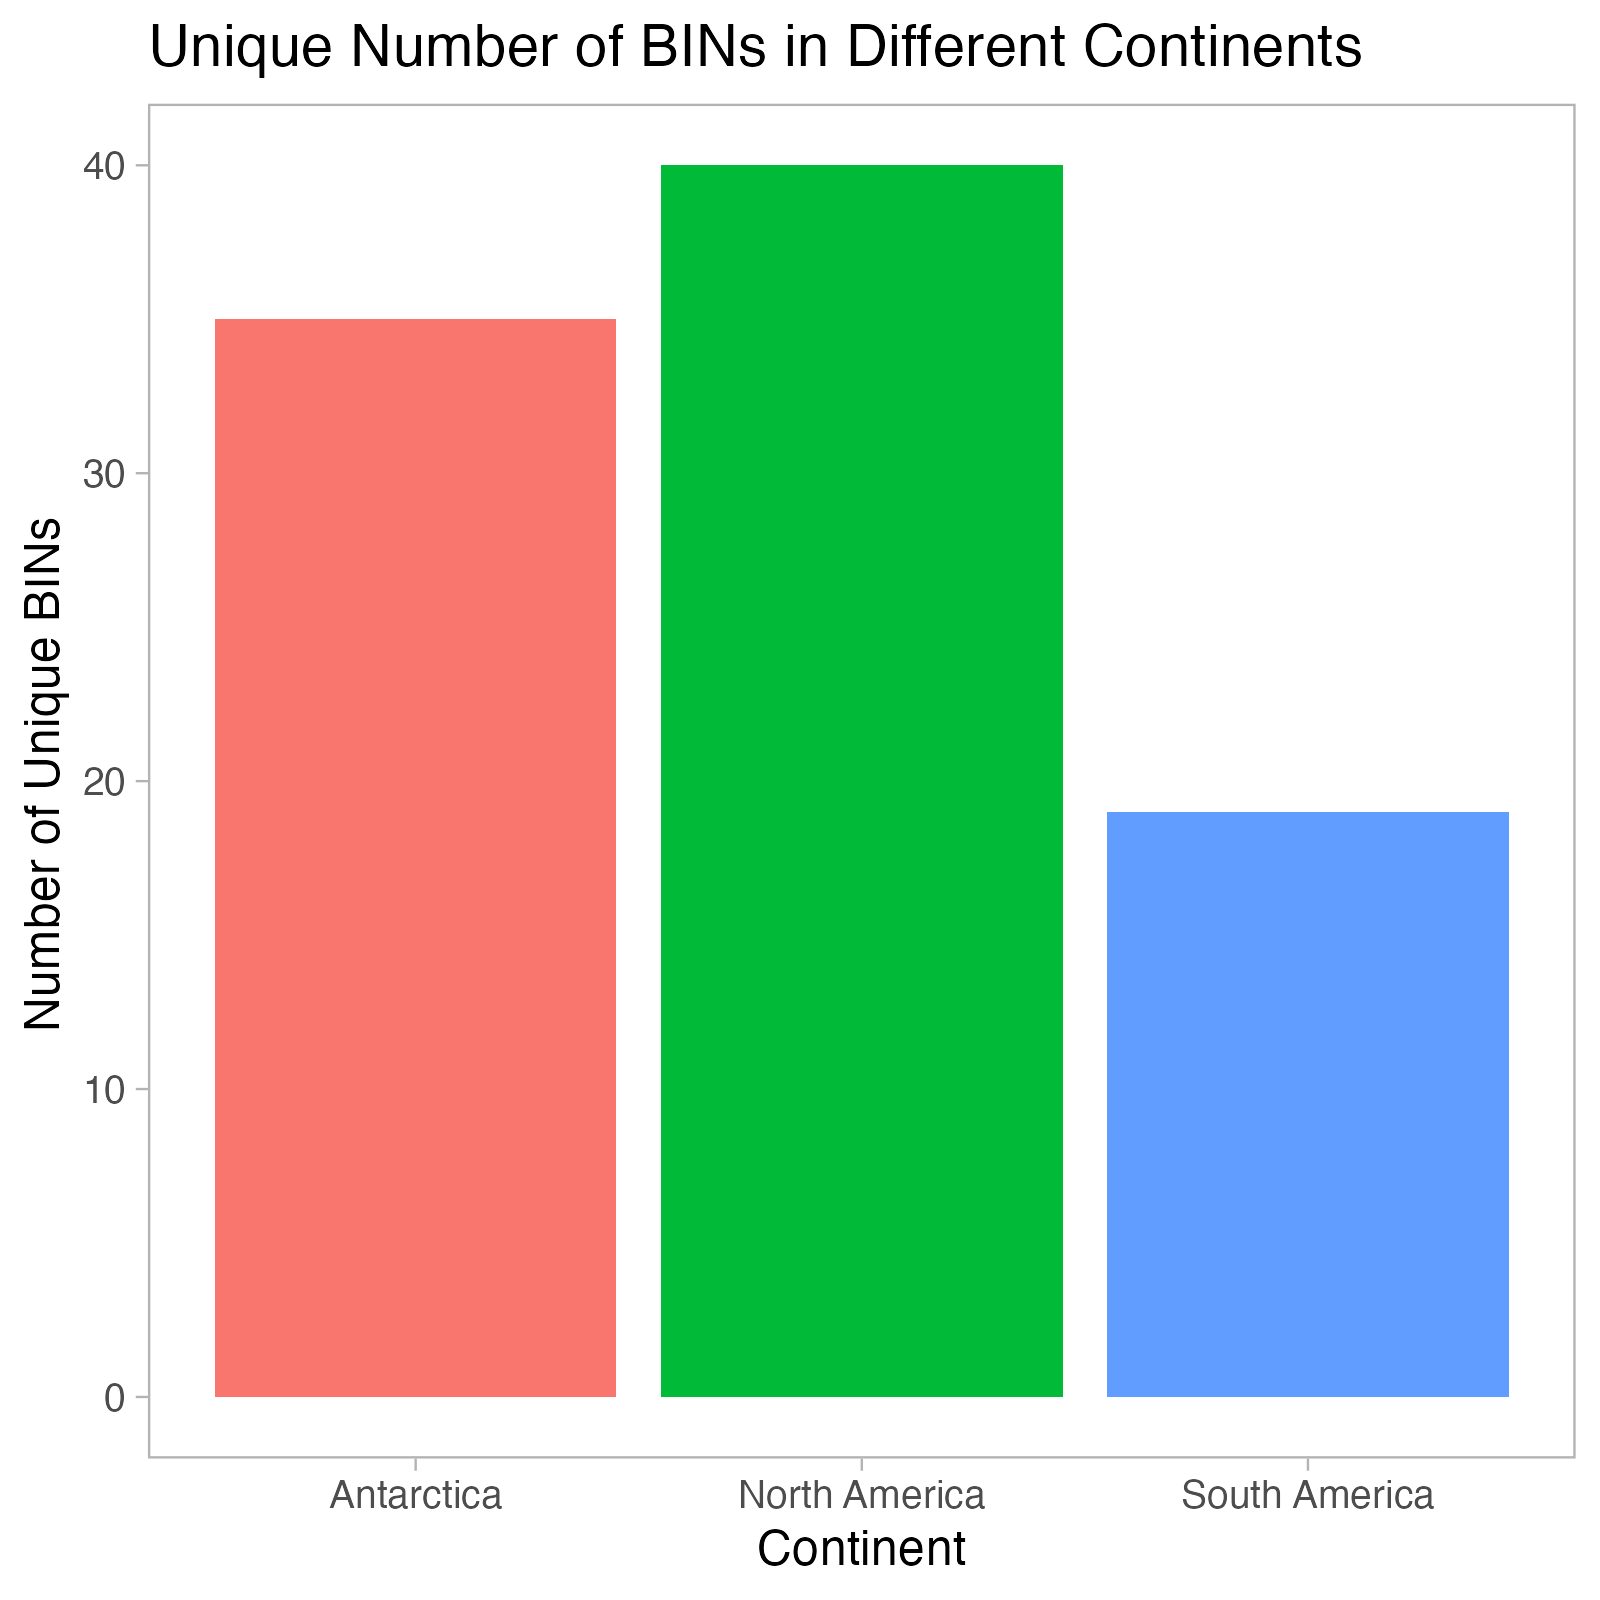 Unique Number of BINs in Different Continents
Number of Unique BINs
40
30
20
10
0
Antarctica North America South America
Continent